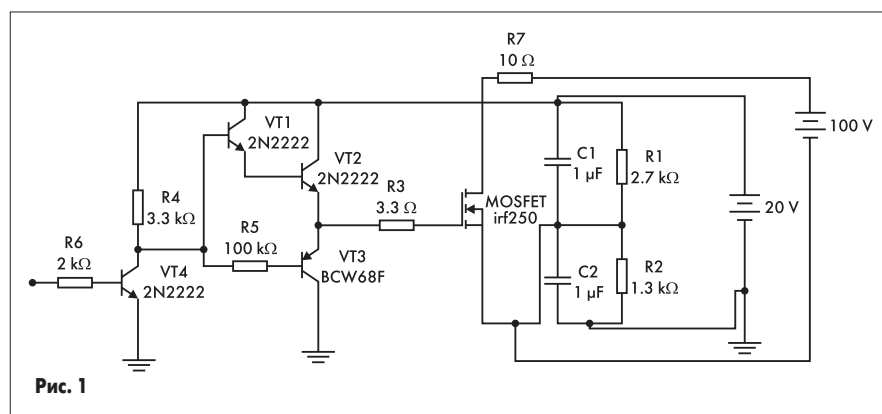 R7
10 Ω
VT1
2N2222
100 V
VT2
2N2222
C1
1 µF
R1
2.7 kΩ
R3
3.3 Ω
MOSFET
irf250
R4
3.3 kΩ
20 V
R5
100 kΩ
R6
2 kΩ
VT3
BCW68F
VT4
2N2222
C2
1 µF
R2
1.3 kΩ
Рис. 1